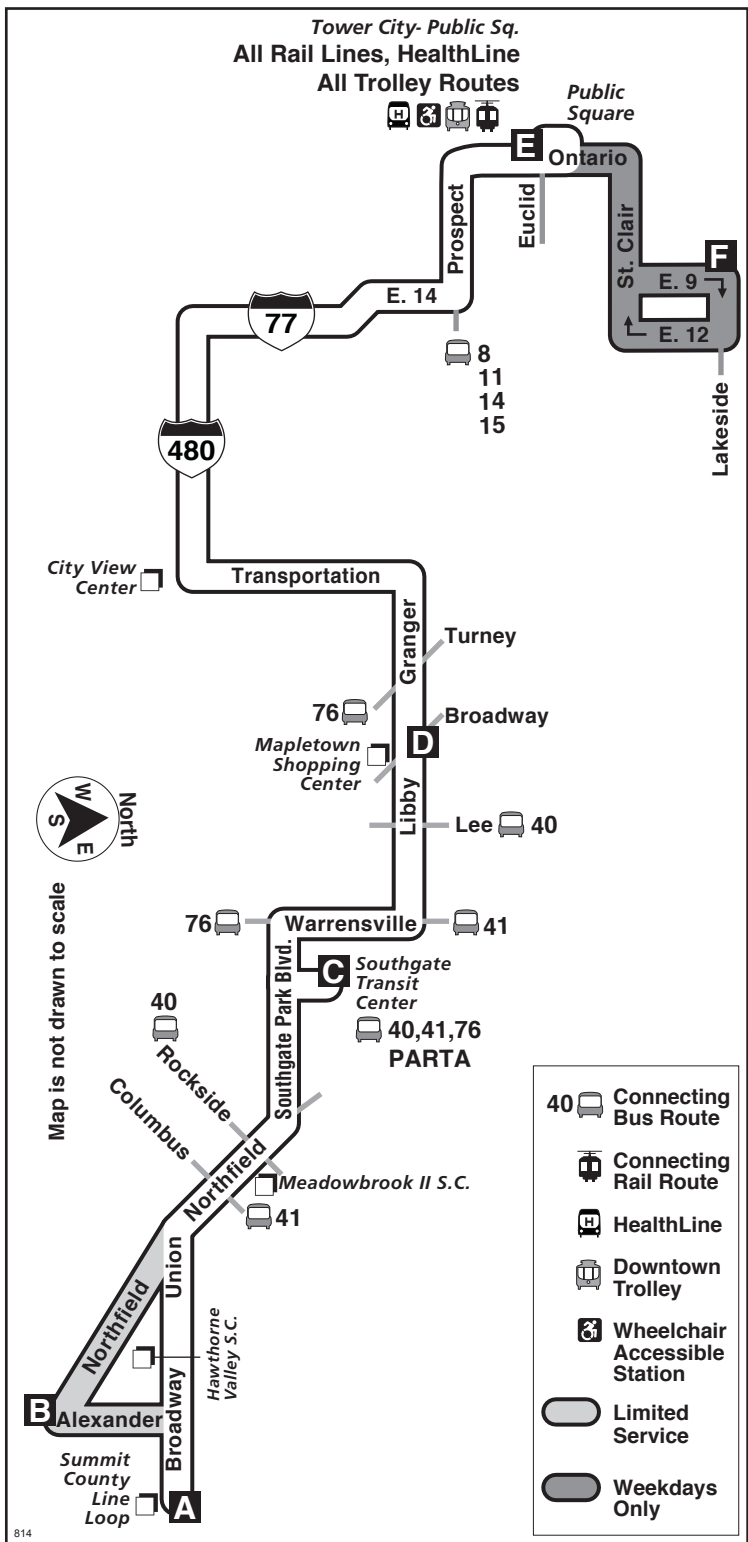 Tower City- Public Sq.
All Rail Lines, HealthLine
All Trolley Routes
H
Public
Square
E
Ontario
Prospect
Euclid
St. Clair
F
E. 9
E. 12
Lakeside
E. 14
77
8
11
14
15
480
City View
Center
Transportation
Granger
Turney
76
Broadway
D
Mapletown
Shopping
Center
Libby
Lee
40
North
W
S
E
Map is not drawn to scale
76
Warrensville
41
C
Southgate
Transit
Center
Southgate Park Blvd.
40,41,76
PARTA
40
Rockside
Columbus
Northfield
Meadowbrook II S.C.
41
Union
Northfield
Hawthorne
Valley S.C.
B
Alexander
Broadway
Summit
County
Line
Loop
A
40
Connecting
Bus Route
Connecting
Rail Route
H
HealthLine
Downtown
Trolley
Wheelchair
Accessible
Station
Limited
Service
Weekdays
Only
814